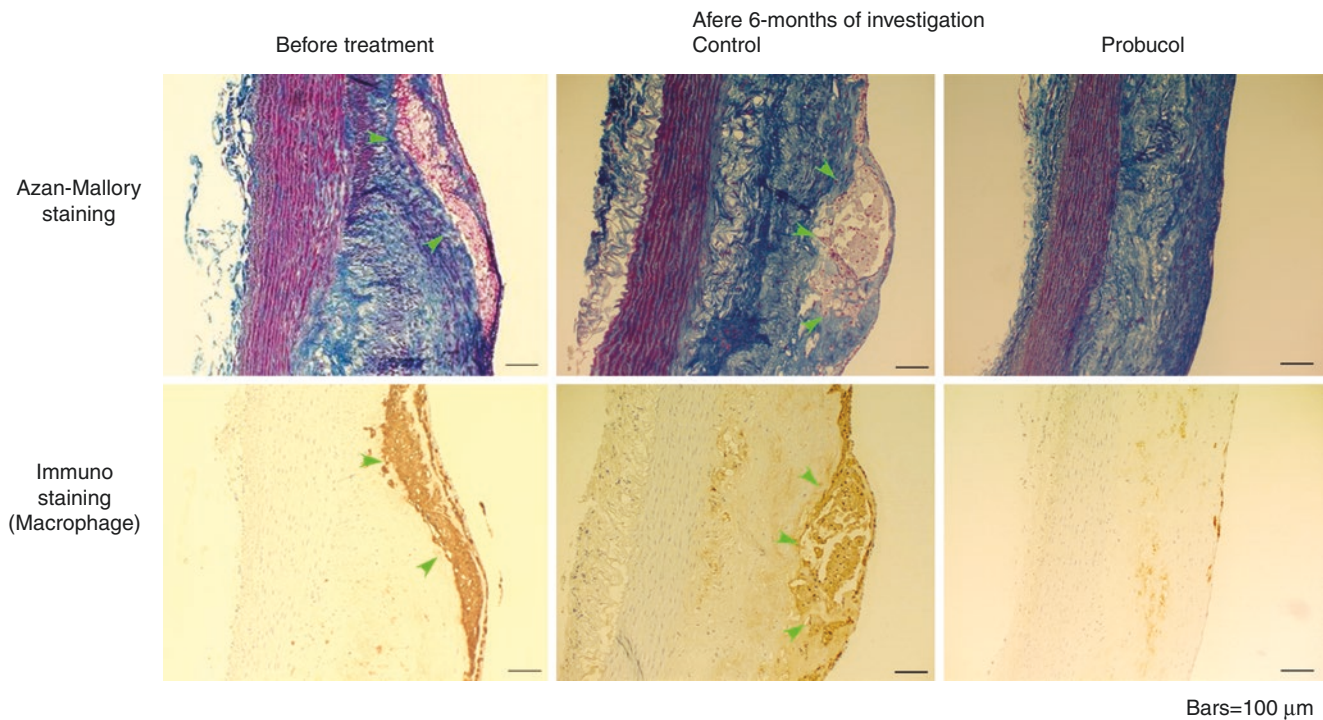 Afere 6-months of investigation
Before treatment
Control
Probucol
Azan-Mallory
staining
Immuno
staining
(Macrophage)
Bars=100 μm